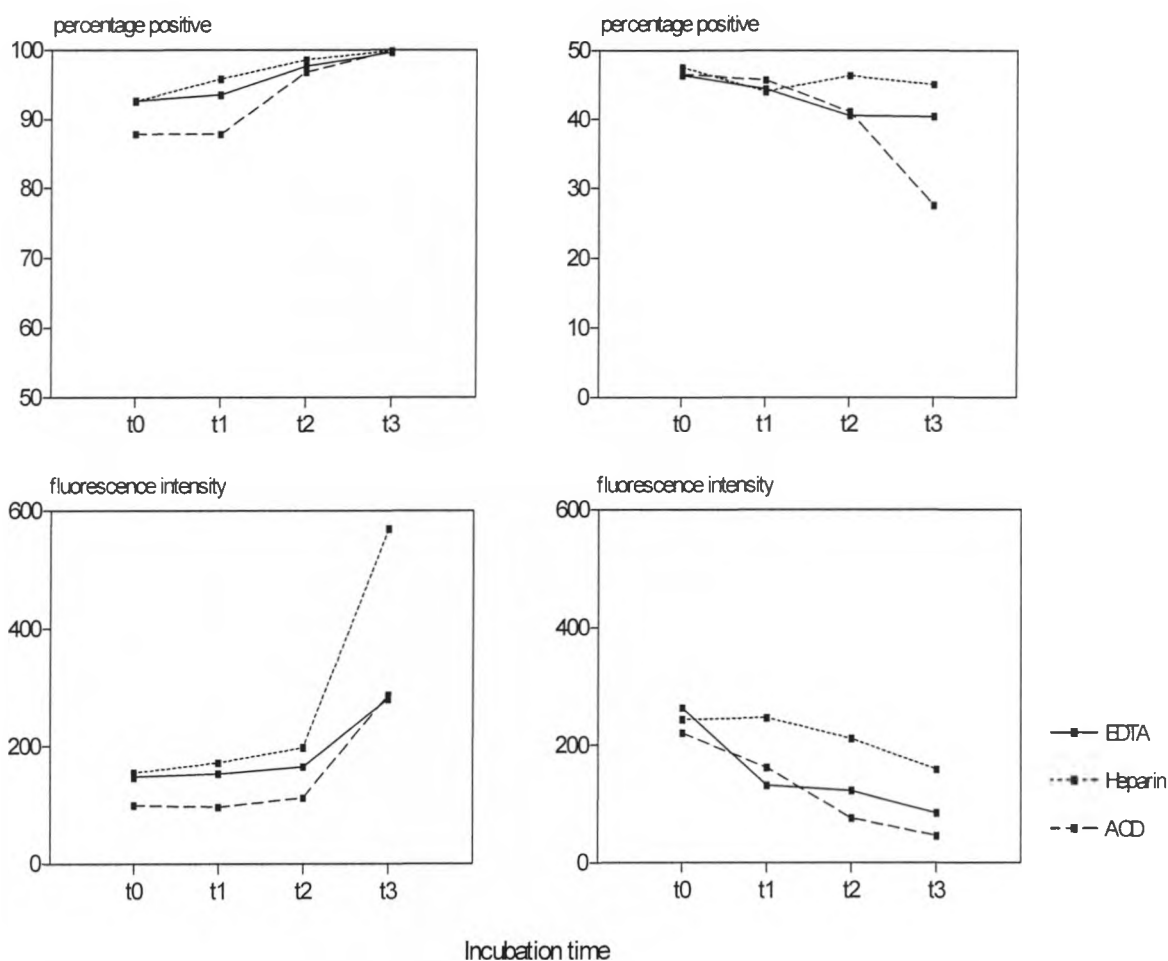 percentage positive
100
90
80
70
60
50
t0 t1 t2 t3
percentage positive
50
40
30
20
10
0
t0 t1 t2 t3
fluorescence intensity
600
400
200
0
t0 t1 t2 t3
fluorescence intensity
600
400
200
0
t0 t1 t2 t3
EDTA
Heparin
ACD
Incubation time